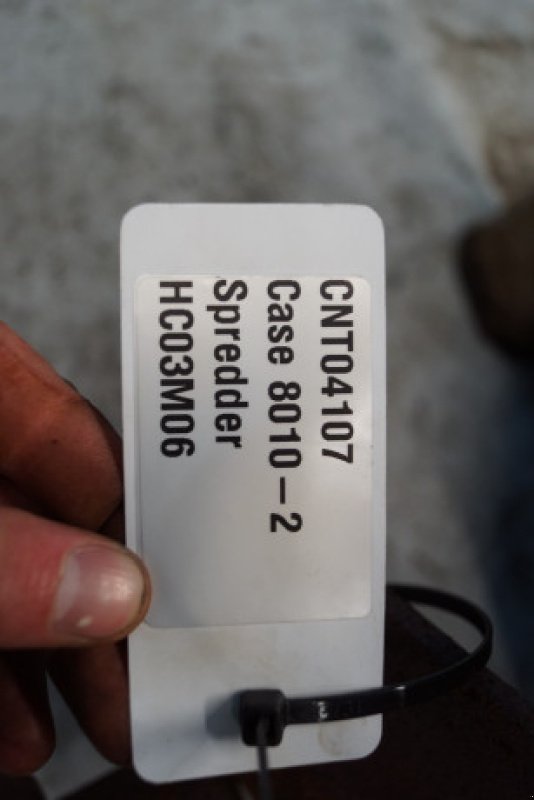 CNT04107
Case 8010-2
Spredder
HC03M06